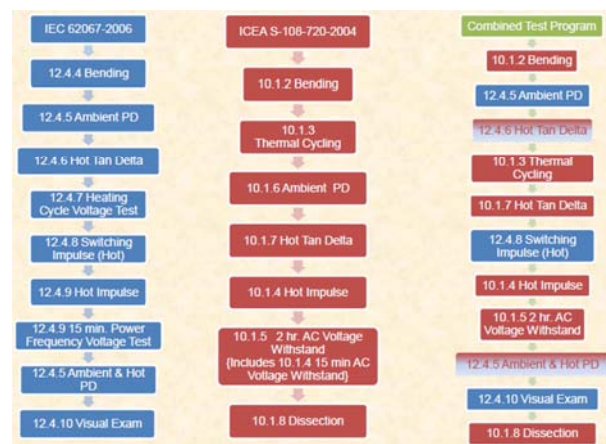 IEC 62067-2006
12.4.4 Bending
12.4.5 Ambient PD
12.4.6 Hot Tan Delta
12.4.7 Heating
Cycle Voltage Test
12.4.8 Switching
Impulse (Hot)
12.4.9 Hot Impulse
12.4.9 15 min. Power
Frequency Voltage Test
12.4.5 Ambient & Hot
PD
12.4.10 Visual Exam
ICEA S-108-720-2004
10.1.2 Bending
10.1.3
Thermal Cycling
10.1.6 Ambient PD
10.1.7 Hot Tan Delta
10.1.4 Hot Impulse
10.1.5 2 hr. AC Voltage
Withstand
{Includes 10.1.4 15 min AC
Voltage Withstand}
10.1.8 Dissection
Combined Test Program
10.1.2 Bending
12.4.5 Ambient PD
12.4.6 Hot Tan Delta
10.1.3 Thermal
Cycling
10.1.7 Hot Tan Delta
12.4.8 Switching
Impulse (Hot)
10.1.4 Hot Impulse
10.1.5 2 hr. AC
Voltage Withstand
12.4.5 Ambient & Hot PD
12.4.10 Visual Exam
10.1.8 Dissection